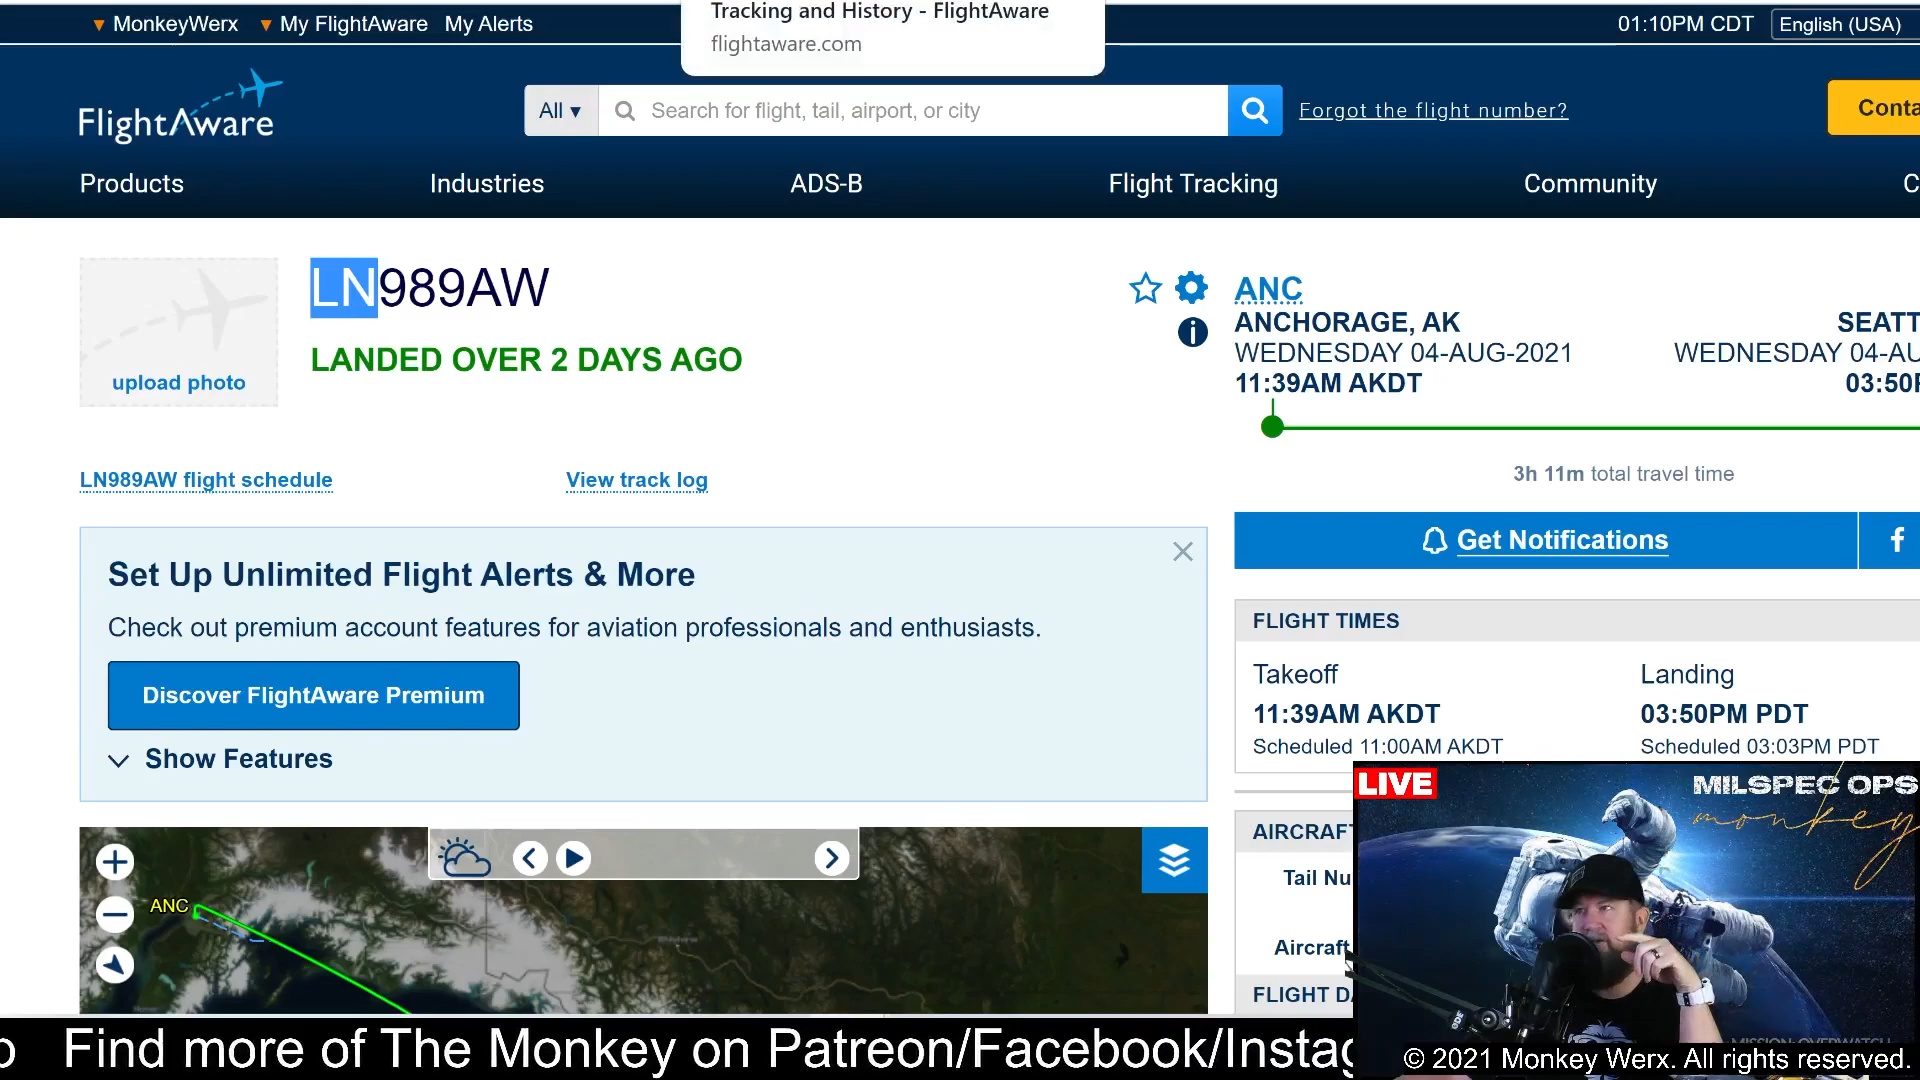 ▼ MonkeyWerx ▼ My FlightAware My Alerts
Tracking and History - FlightAware
flightaware.com
01:10PM CDT English (USA)
FlightAware
All ▾ Search for flight, tail, airport, or city
Forgot the flight number?
Conta
Products Industries ADS-B Flight Tracking Community C
upload photo
LN989AW
LANDED OVER 2 DAYS AGO
LN989AW flight schedule View track log
ANC
ANCHORAGE, AK SEATT
WEDNESDAY 04-AUG-2021 WEDNESDAY 04-AU
11:39AM AKDT 03:50P
3h 11m total travel time
Get Notifications f
Set Up Unlimited Flight Alerts & More
Check out premium account features for aviation professionals and enthusiasts.
Discover FlightAware Premium
Show Features
FLIGHT TIMES
Takeoff Landing
11:39AM AKDT 03:50PM PDT
Scheduled 11:00AM AKDT Scheduled 03:03PM PDT
AIRCRAF
Tail Nu
Aircraft
FLIGHT DA
ANC
LIVE
MILSPEC OPS
monkey
p Find more of The Monkey on Patreon/Facebook/Instag
© 2021 Monkey Werx. All rights reserved.